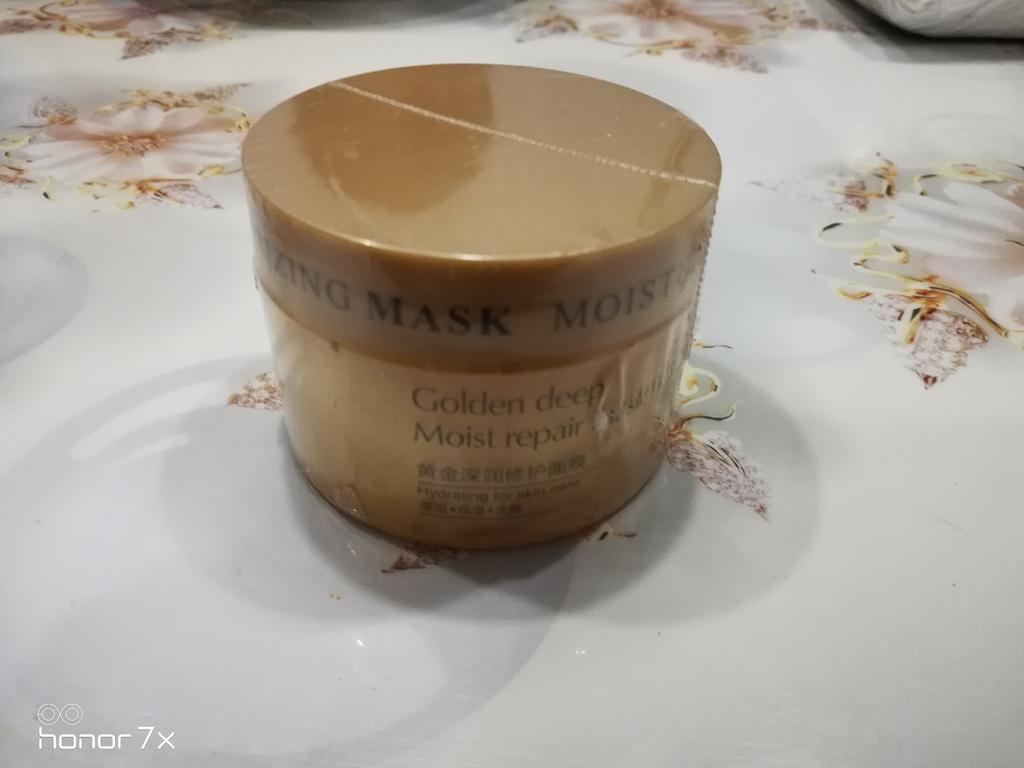 ZING MASK MOIST
Golden deep
Moist repair
黄金深润修护面膜
Hydrating for skin care
honor 7x